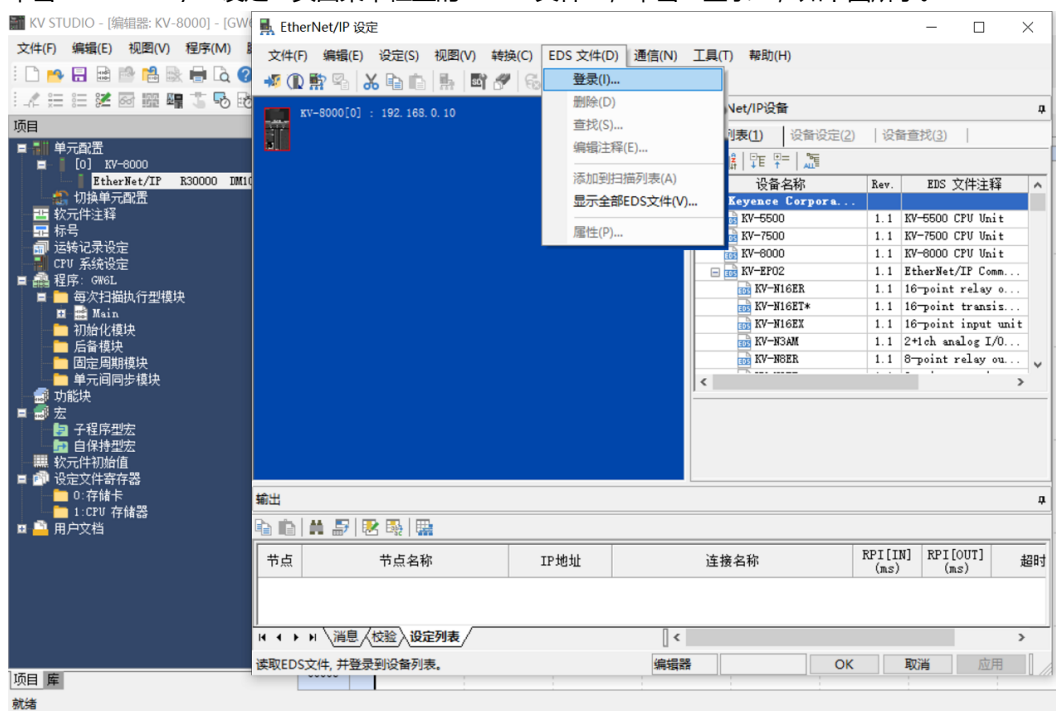 KV STUDIO - [编辑器: KV-8000] - [GW
文件(F) 编辑(E) 视图(V) 程序(M)
项目
单元配置
[0] KV-8000
EtherNet/IP R30000 DM10
切换单元配置
软元件注释
标号
运转记录设定
CPU 系统设定
程序: GW6L
每次扫描执行型模块
Main
初始化模块
后备模块
固定周期模块
单元间同步模块
功能块
宏
子程序型宏
自保持型宏
软元件初始值
设定文件寄存器
0:存储卡
1:CPU 存储器
用户文档
项目 库
就绪
EtherNet/IP 设定
文件(F) 编辑(E) 设定(S) 视图(V) 转换(C) EDS 文件(D) 通信(N) 工具(T) 帮助(H)
登录(I)...
删除(D)
查找(S)...
编辑注释(E)...
添加到扫描列表(A)
显示全部EDS文件(V)...
属性(P)...
KV-8000[0] : 192.168.0.10
Net/IP设备
列表(1) 设备设定(2) 设备查找(3)
设备名称 Rev. EDS 文件注释
Keyence Corpora...
KV-5500 1.1 KV-5500 CPU Unit
KV-7500 1.1 KV-7500 CPU Unit
KV-8000 1.1 KV-8000 CPU Unit
KV-EP02 1.1 EtherNet/IP Comm...
KV-N16ER 1.1 16-point relay o...
KV-N16ET* 1.1 16-point transis...
KV-N16EX 1.1 16-point input unit
KV-N3AM 1.1 2+1ch analog I/O...
KV-N8ER 1.1 8-point relay ou...
输出
节点 节点名称 IP地址 连接名称 RPI[IN] (ms) RPI[OUT] (ms) 超时
消息 校验 设定列表
读取EDS文件, 并登录到设备列表。 编辑器 OK 取消 应用